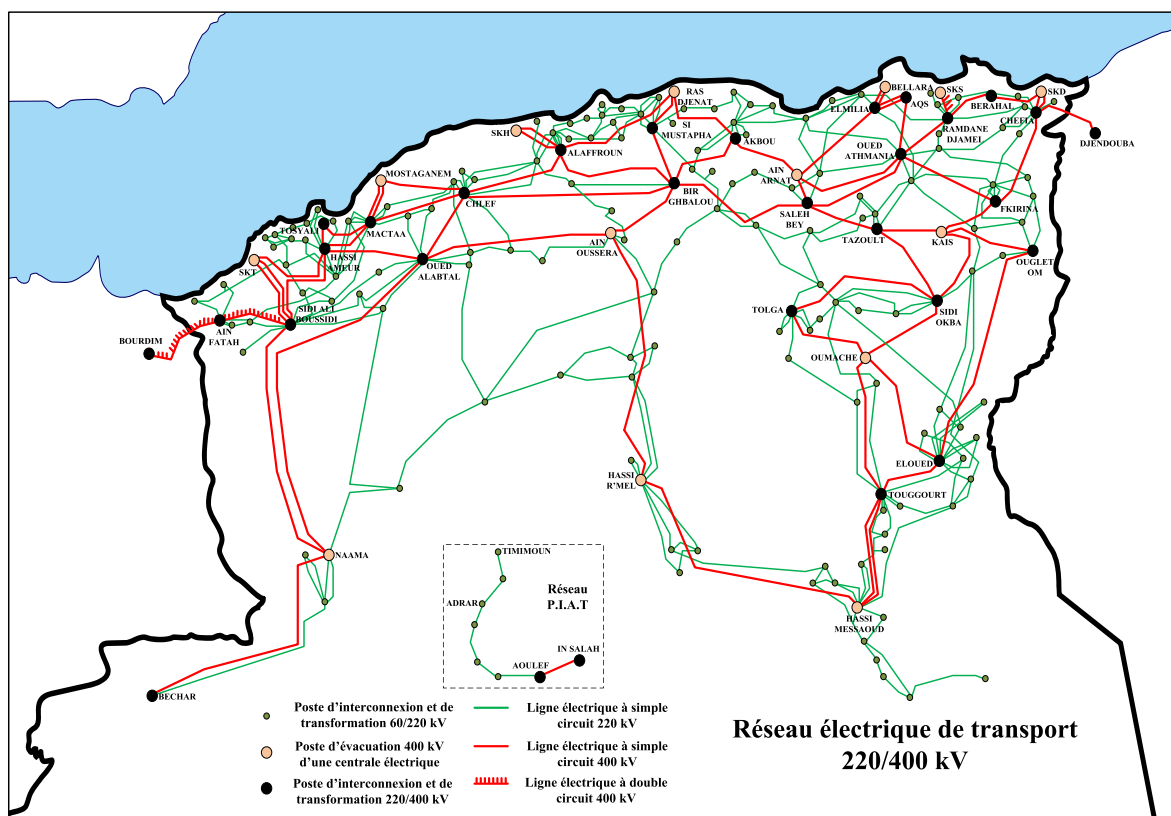 BELLARA
SKS
RAS
DJENAT
AQS
BERAHAL
SKD
ELMILIA
CHEFIA
SKH
SI
MUSTAPHA
AKBOU
RAMDANE
DJAMEL
DJENDOUBA
ALAFFROUN
OUED
ATHMANIA
AIN
ARNAT
MOSTAGANEM
CHLEF
BIR
GHBALOU
SALEH
BEY
FKIRINA
TOSYALI
MACTAA
TAZOULT
KAIS
HASSI
AMEUR
AIN
OUSSERA
OUGLET
OM
SKT
OUED
ALABTAL
SIDI ALI
BOUSSIDI
TOLGA
SIDI
OKBA
AIN
FATAH
BOURDIM
OUMACHE
ELOUED
HASSI
R'MEL
TOUGGOURT
NAAMA
TIMIMOUN
Réseau
P.I.A.T
ADRAR
HASSI
MESSAOUD
IN SALAH
AOULEF
BECHAR
Poste d'interconnexion et de
transformation 60/220 kV
Ligne électrique à simple
circuit 220 kV
Poste d'évacuation 400 kV
d'une centrale électrique
Ligne électrique à simple
circuit 400 kV
Poste d'interconnexion et de
transformation 220/400 kV
Ligne électrique à double
circuit 400 kV
Réseau électrique de transport
220/400 kV